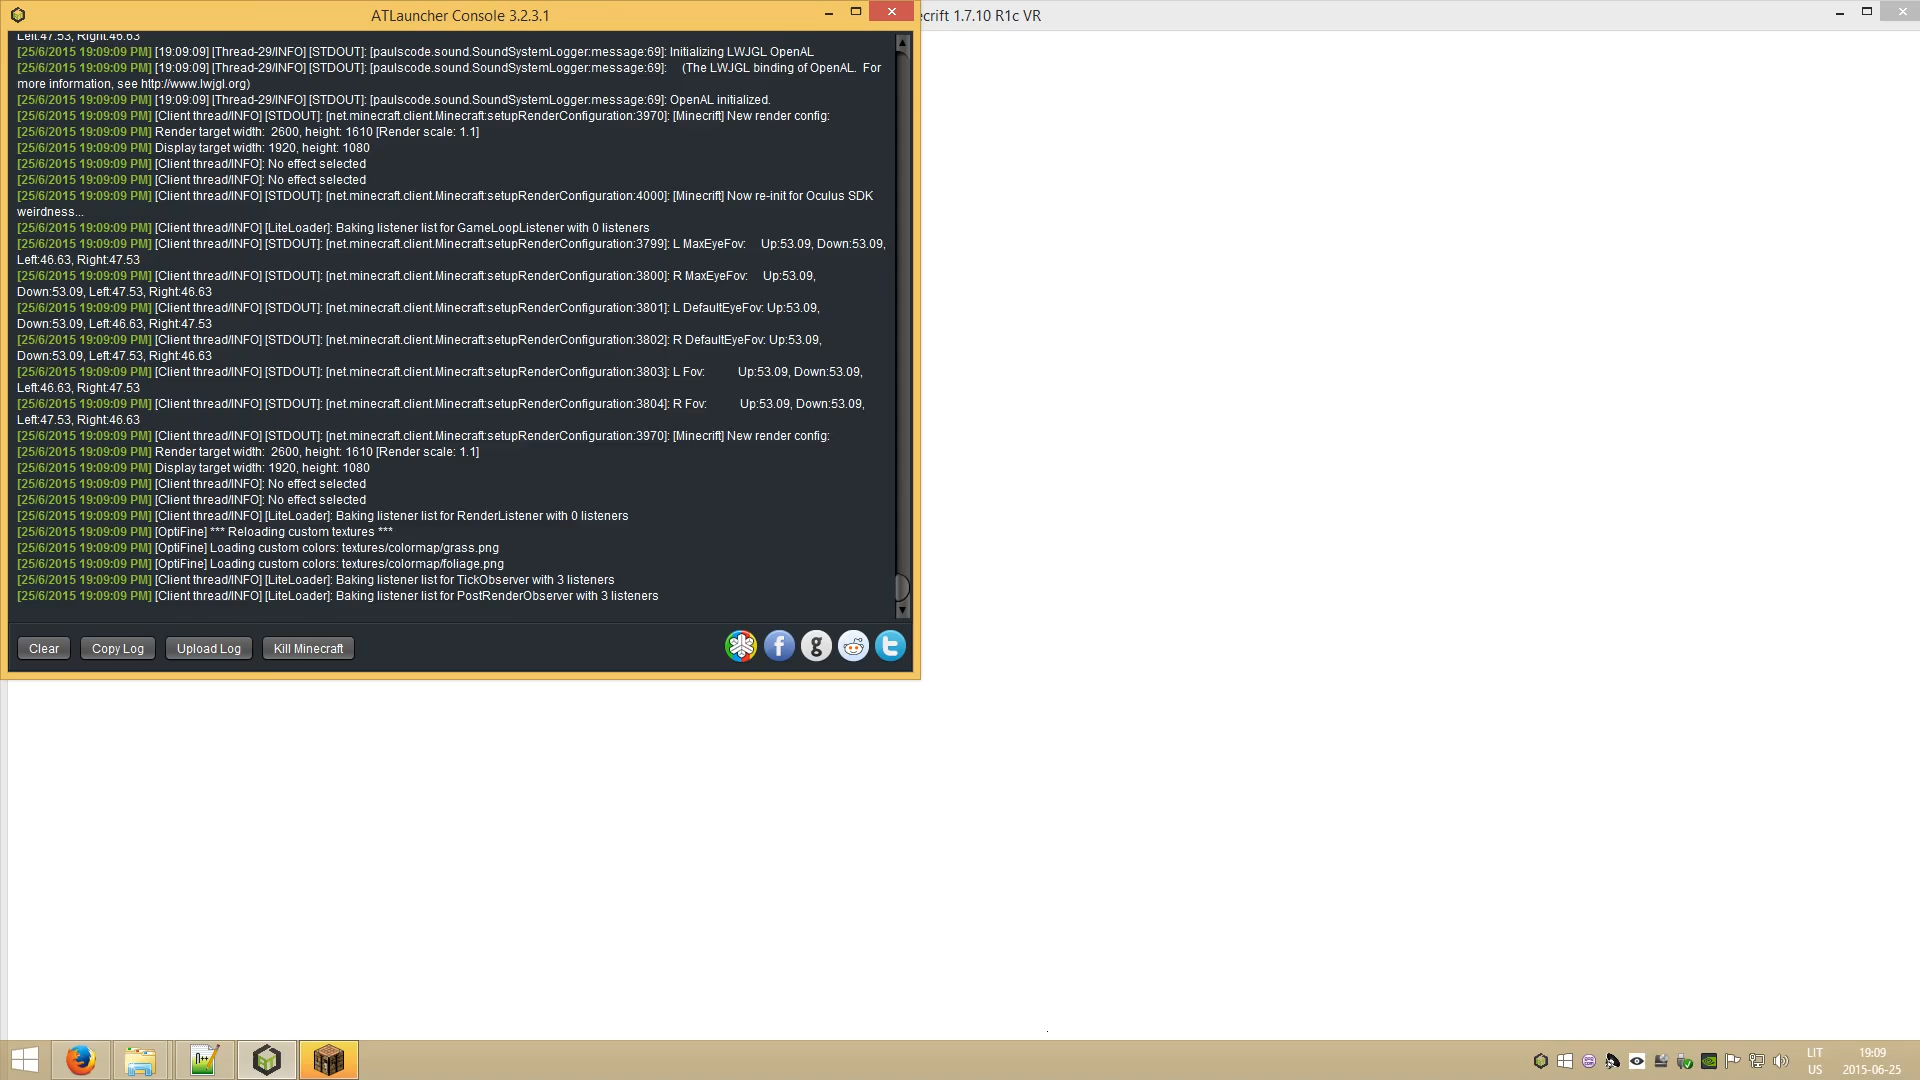 ATLauncher Console 3.2.3.1
ecrift 1.7.10 R1c VR
Left:47.53, Right:46.63
[25/6/2015 19:09:09 PM] [19:09:09] [Thread-29/INFO] [STDOUT]: [paulscode.sound.SoundSystemLogger:message:69]: Initializing LWJGL OpenAL
[25/6/2015 19:09:09 PM] [19:09:09] [Thread-29/INFO] [STDOUT]: [paulscode.sound.SoundSystemLogger:message:69]:     (The LWJGL binding of OpenAL.  For
more information, see http://www.lwjgl.org)
[25/6/2015 19:09:09 PM] [19:09:09] [Thread-29/INFO] [STDOUT]: [paulscode.sound.SoundSystemLogger:message:69]: OpenAL initialized.
[25/6/2015 19:09:09 PM] [Client thread/INFO] [STDOUT]: [net.minecraft.client.Minecraft:setupRenderConfiguration:3970]: [Minecrift] New render config:
[25/6/2015 19:09:09 PM] Render target width:  2600, height: 1610 [Render scale: 1.1]
[25/6/2015 19:09:09 PM] Display target width: 1920, height: 1080
[25/6/2015 19:09:09 PM] [Client thread/INFO]: No effect selected
[25/6/2015 19:09:09 PM] [Client thread/INFO]: No effect selected
[25/6/2015 19:09:09 PM] [Client thread/INFO] [STDOUT]: [net.minecraft.client.Minecraft:setupRenderConfiguration:4000]: [Minecrift] Now re-init for Oculus SDK
weirdness...
[25/6/2015 19:09:09 PM] [Client thread/INFO] [LiteLoader]: Baking listener list for GameLoopListener with 0 listeners
[25/6/2015 19:09:09 PM] [Client thread/INFO] [STDOUT]: [net.minecraft.client.Minecraft:setupRenderConfiguration:3799]: L MaxEyeFov:     Up:53.09, Down:53.09,
Left:46.63, Right:47.53
[25/6/2015 19:09:09 PM] [Client thread/INFO] [STDOUT]: [net.minecraft.client.Minecraft:setupRenderConfiguration:3800]: R MaxEyeFov:     Up:53.09,
Down:53.09, Left:47.53, Right:46.63
[25/6/2015 19:09:09 PM] [Client thread/INFO] [STDOUT]: [net.minecraft.client.Minecraft:setupRenderConfiguration:3801]: L DefaultEyeFov: Up:53.09,
Down:53.09, Left:46.63, Right:47.53
[25/6/2015 19:09:09 PM] [Client thread/INFO] [STDOUT]: [net.minecraft.client.Minecraft:setupRenderConfiguration:3802]: R DefaultEyeFov: Up:53.09,
Down:53.09, Left:47.53, Right:46.63
[25/6/2015 19:09:09 PM] [Client thread/INFO] [STDOUT]: [net.minecraft.client.Minecraft:setupRenderConfiguration:3803]: L Fov:          Up:53.09, Down:53.09,
Left:46.63, Right:47.53
[25/6/2015 19:09:09 PM] [Client thread/INFO] [STDOUT]: [net.minecraft.client.Minecraft:setupRenderConfiguration:3804]: R Fov:          Up:53.09, Down:53.09,
Left:47.53, Right:46.63
[25/6/2015 19:09:09 PM] [Client thread/INFO] [STDOUT]: [net.minecraft.client.Minecraft:setupRenderConfiguration:3970]: [Minecrift] New render config:
[25/6/2015 19:09:09 PM] Render target width:  2600, height: 1610 [Render scale: 1.1]
[25/6/2015 19:09:09 PM] Display target width: 1920, height: 1080
[25/6/2015 19:09:09 PM] [Client thread/INFO]: No effect selected
[25/6/2015 19:09:09 PM] [Client thread/INFO]: No effect selected
[25/6/2015 19:09:09 PM] [Client thread/INFO] [LiteLoader]: Baking listener list for RenderListener with 0 listeners
[25/6/2015 19:09:09 PM] [OptiFine] *** Reloading custom textures ***
[25/6/2015 19:09:09 PM] [OptiFine] Loading custom colors: textures/colormap/grass.png
[25/6/2015 19:09:09 PM] [OptiFine] Loading custom colors: textures/colormap/foliage.png
[25/6/2015 19:09:09 PM] [Client thread/INFO] [LiteLoader]: Baking listener list for TickObserver with 3 listeners
[25/6/2015 19:09:09 PM] [Client thread/INFO] [LiteLoader]: Baking listener list for PostRenderObserver with 3 listeners
Clear
Copy Log
Upload Log
Kill Minecraft
LIT
US
19:09
2015-06-25